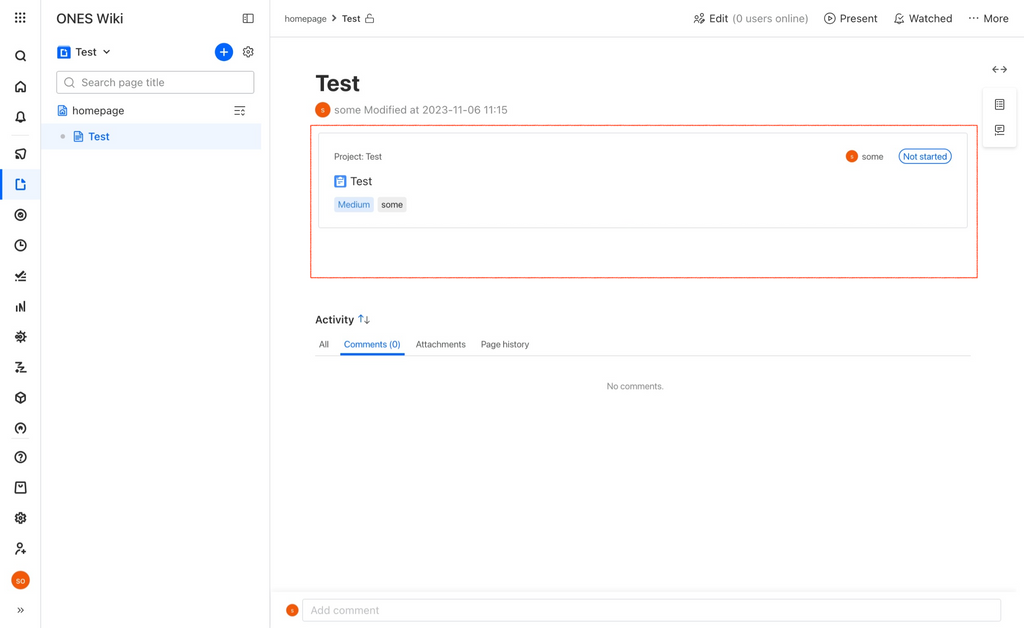 ONES Wiki
Test
Search page title
homepage
Test
so
homepage > Test
Edit (0 users online)
Present
Watched
More
Test
s some Modified at 2023-11-06 11:15
Project: Test
s some
Not started
Test
Medium some
Activity
All Comments (0) Attachments Page history
No comments.
s Add comment